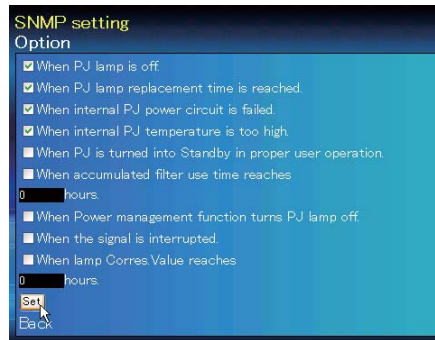 SNMP setting
Option
When PJ lamp is off.
When PJ lamp replacement time is reached.
When internal PJ power circuit is failed.
When internal PJ temperature is too high.
When PJ is turned into Standby in proper user operation.
When accumulated filter use time reaches
0 hours.
When Power management function turns PJ lamp off.
When the signal is interrupted.
When lamp Corres.Value reaches
0 hours.
Set
Back